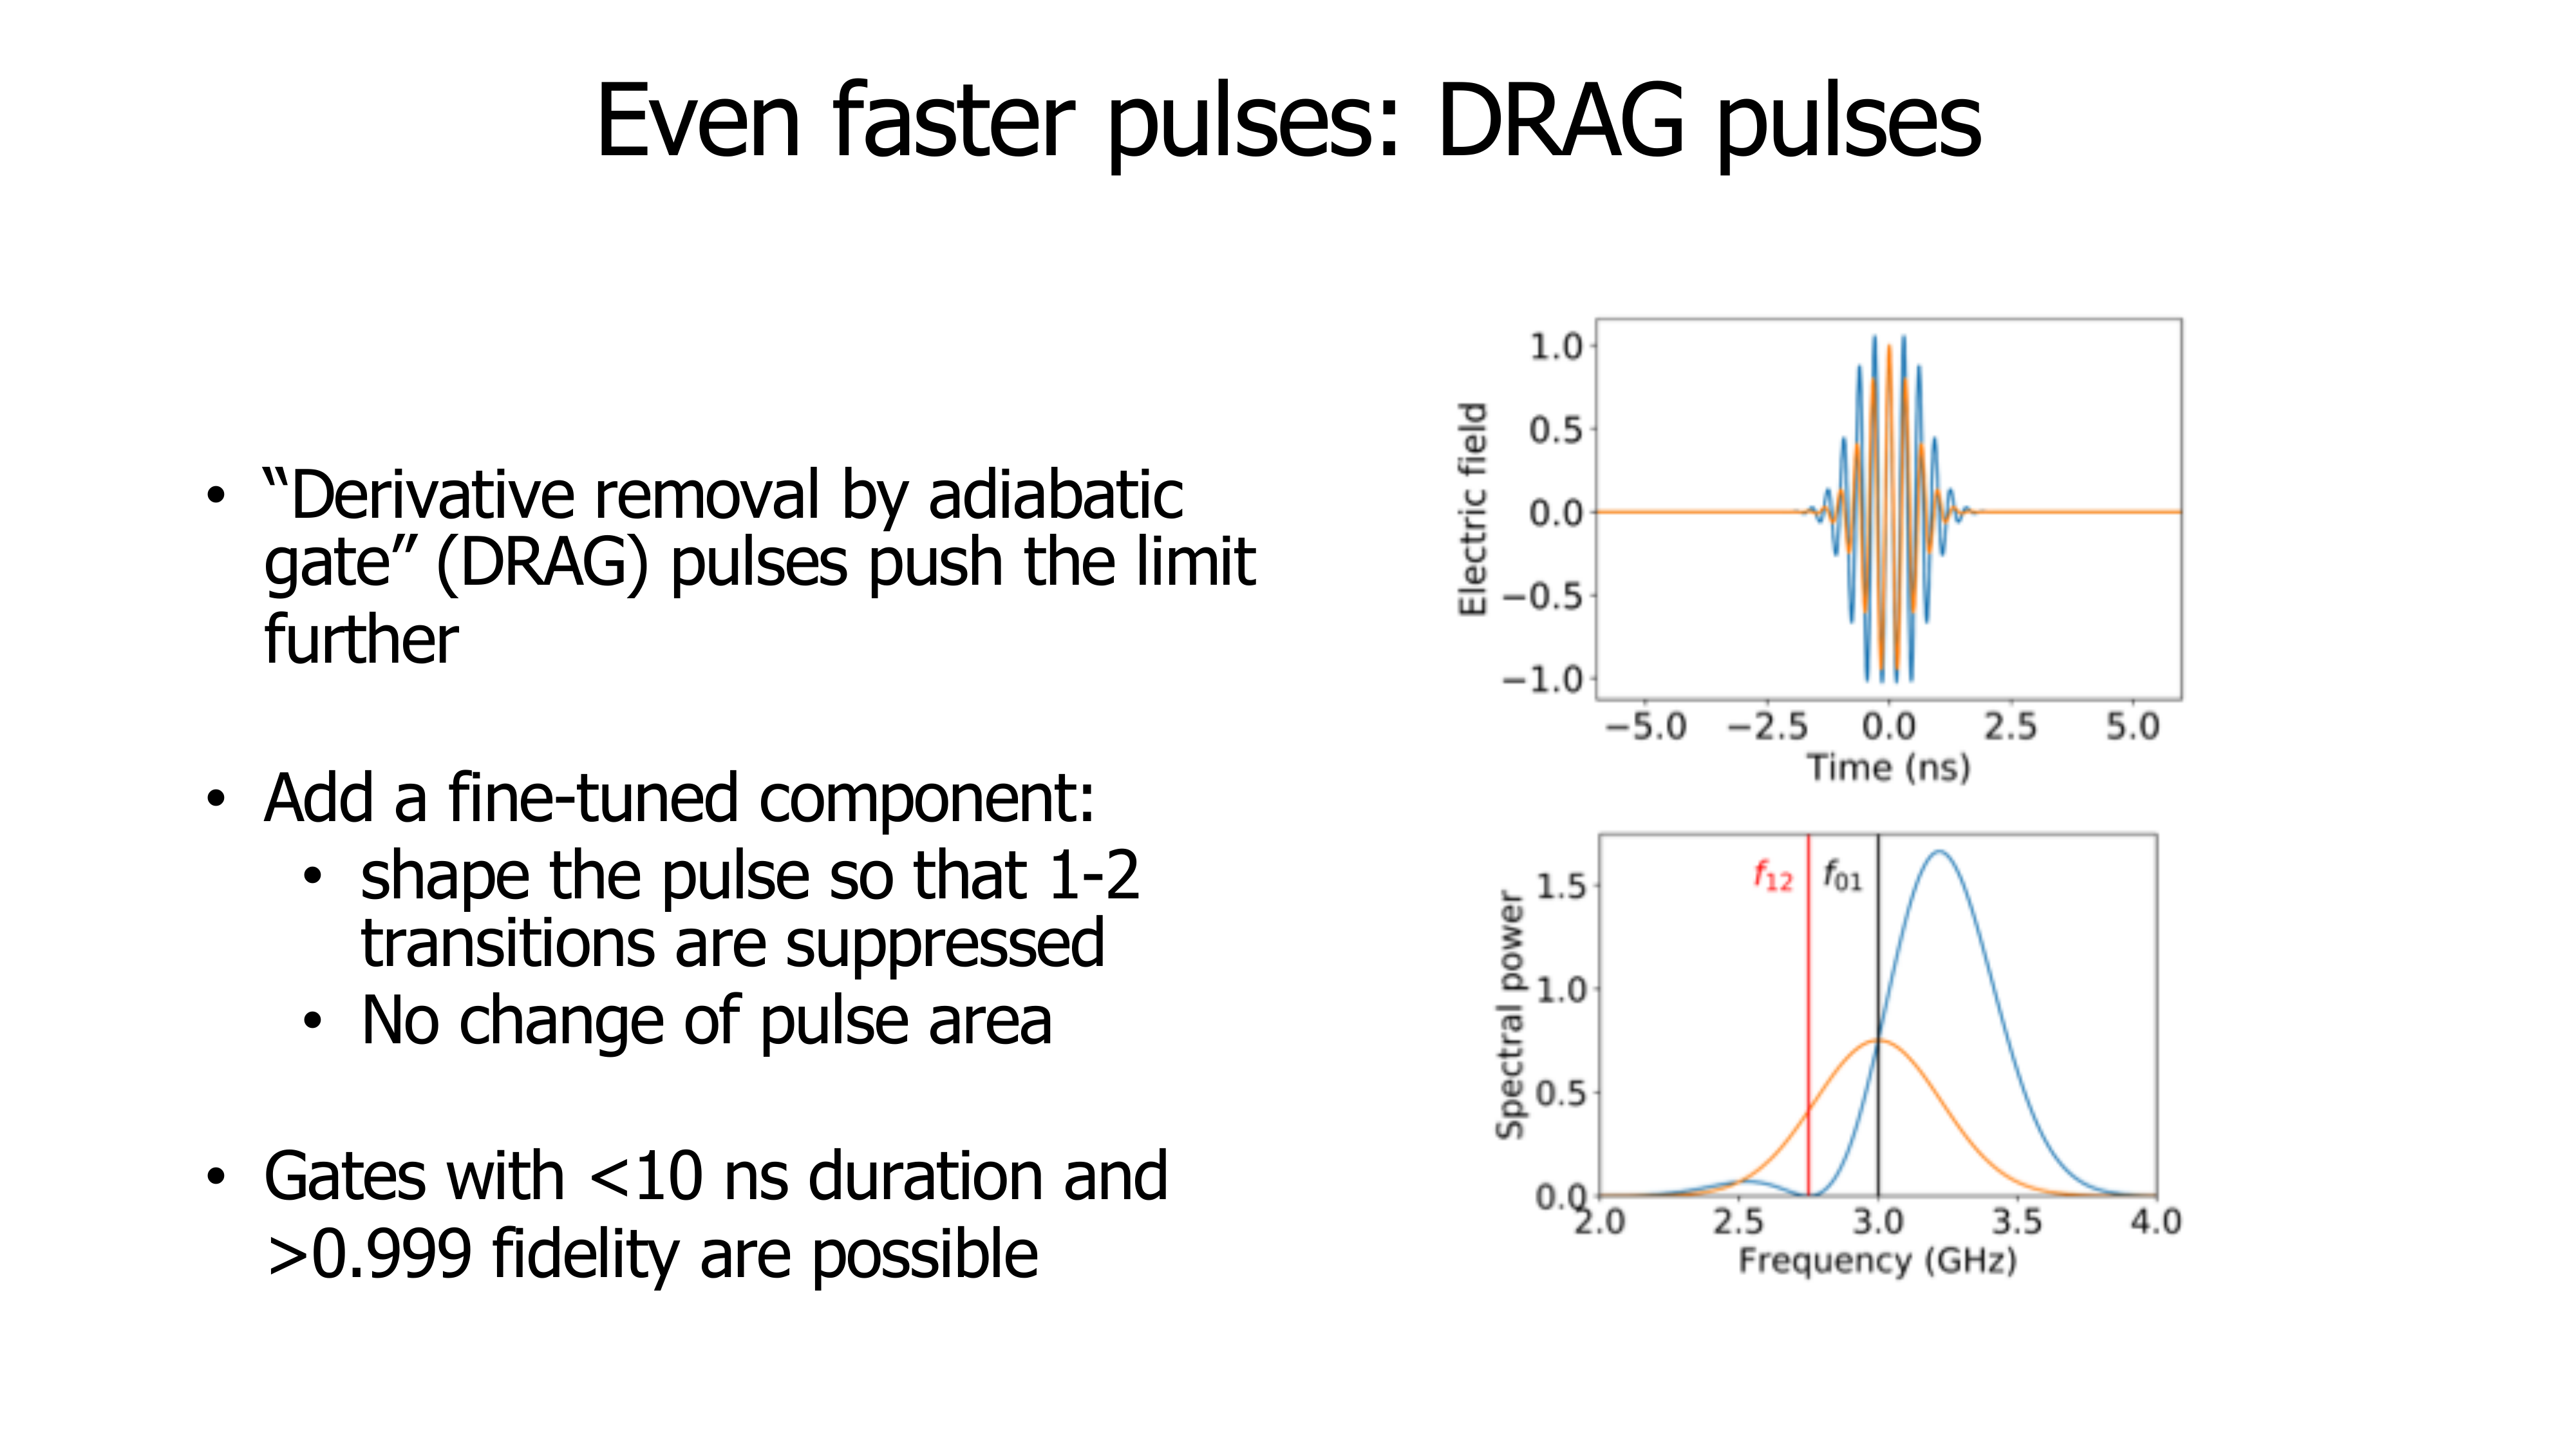 Even faster pulses: DRAG pulses
• “Derivative removal by adiabatic
gate” (DRAG) pulses push the limit
further
• Add a fine-tuned component:
• shape the pulse so that 1-2
transitions are suppressed
• No change of pulse area
• Gates with <10 ns duration and
>0.999 fidelity are possible
Electric field
1.0
0.5
0.0
−0.5
−1.0
−5.0 −2.5 0.0 2.5 5.0
Time (ns)
Spectral power
f12 f01
1.5
1.0
0.5
0.0
2.0 2.5 3.0 3.5 4.0
Frequency (GHz)